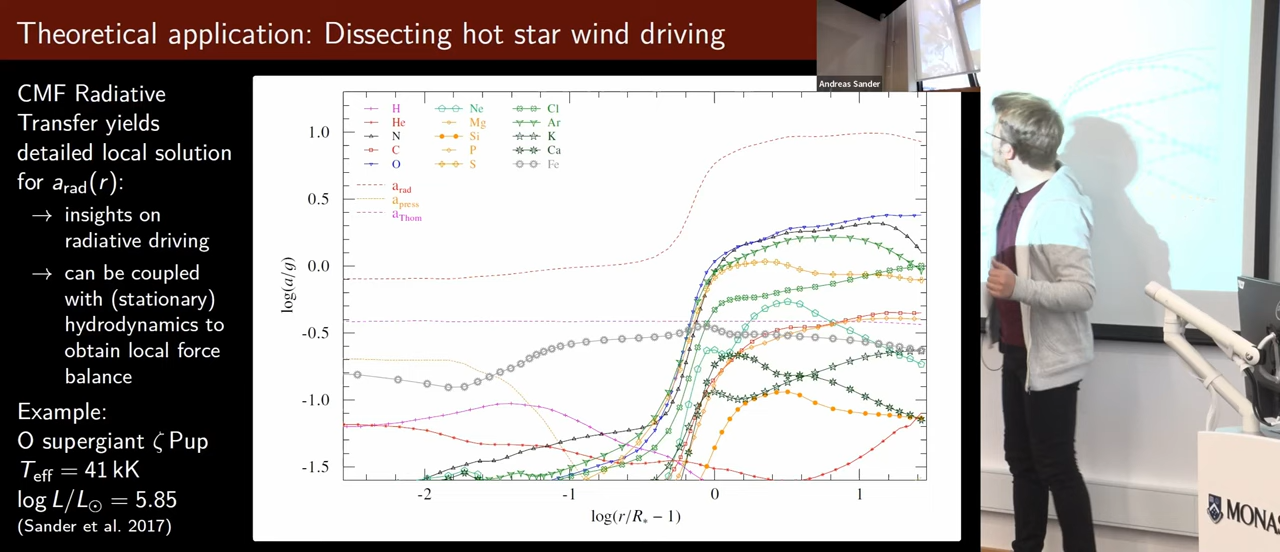 Theoretical application: Dissecting hot star wind driving
Andreas Sander
CMF Radiative
Transfer yields
detailed local solution
for a_rad(r):
→ insights on
radiative driving
→ can be coupled
with (stationary)
hydrodynamics to
obtain local force
balance
Example:
O supergiant ζ Pup
T_eff = 41 kK
log L/L_☉ = 5.85
(Sander et al. 2017)
H
He
N
C
O
Ne
Mg
Si
P
S
Cl
Ar
K
Ca
Fe
a_rad
a_press
a_Thom
log(a/g)
1.0
0.5
0.0
-0.5
-1.0
-1.5
-2
-1
0
1
log(r/R_* − 1)
MONAS